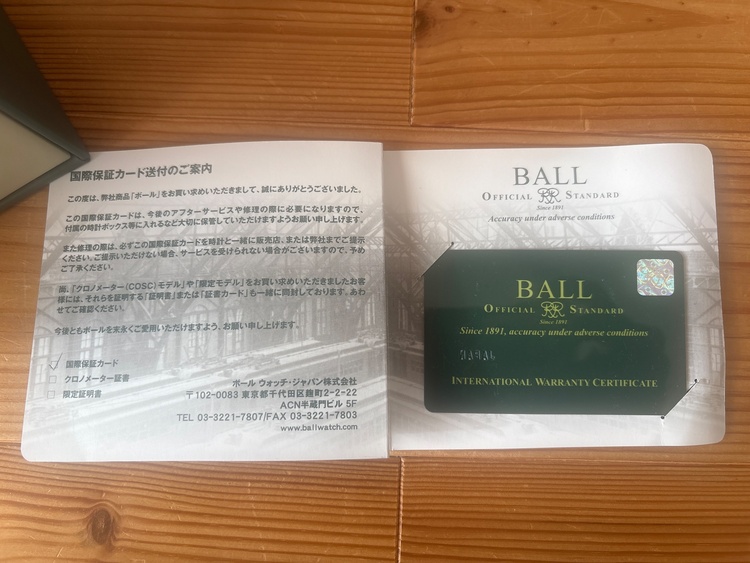 国際保証カード送付のご案内
この度は、弊社商品「ボール」をお買い求めいただきまして、誠にありがとうございました。
この国際保証カードは、今後のアフターサービスや修理の際に必要になりますので、
付属の時計ボックス等に入れるなど大切に保管していただけますようお願い申し上げます。
また修理の際は、必ずこの国際保証カードを時計と一緒に販売店、または弊社までご提示
ください。ご提示いただけない場合、サービスを受けられない場合がございますので、予め
ご了承ください。
尚、「クロノメーター(COSC)モデル」や「限定モデル」をお買い求めいただきましたお客
様には、それらを証明する「証明書」または「証書カード」も一緒に同封しております。あわ
せてご確認ください。
今後ともボールを末永くご愛用いただけますよう、お願い申し上げます。
国際保証カード
クロノメーター証書
限定証明書
ボール ウォッチ・ジャパン株式会社
〒102-0083 東京都千代田区麹町2-2-22
ACN半蔵門ビル 5F
TEL 03-3221-7807/FAX 03-3221-7803
www.ballwatch.com
BALL
OFFICIAL RR STANDARD
Since 1891
Accuracy under adverse conditions
BALL
OFFICIAL RR STANDARD
Since 1891
Since 1891, accuracy under adverse conditions
INTERNATIONAL WARRANTY CERTIFICATE